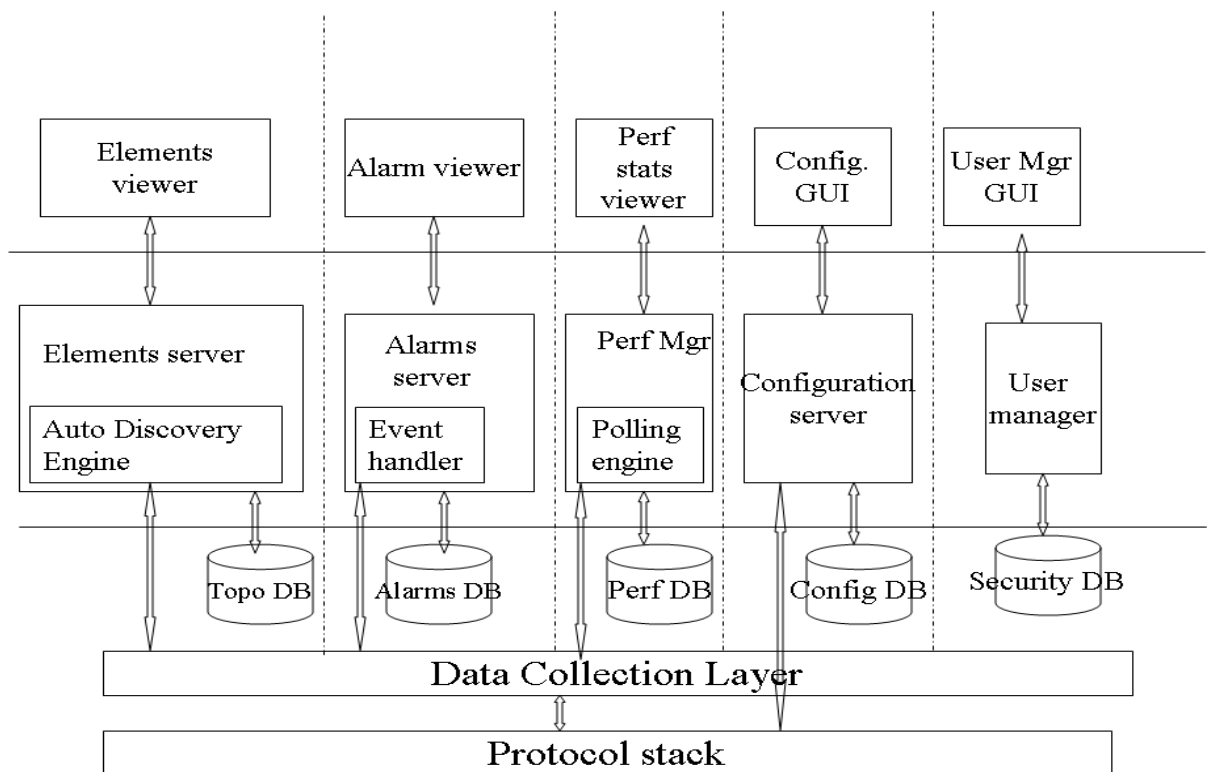 Elements
viewer
Alarm viewer
Perf
stats
viewer
Config.
GUI
User Mgr
GUI
Elements server
Auto Discovery
Engine
Alarms
server
Event
handler
Perf Mgr
Polling
engine
Configuration
server
User
manager
Topo DB
Alarms DB
Perf DB
Config DB
Security DB
Data Collection Layer
Protocol stack